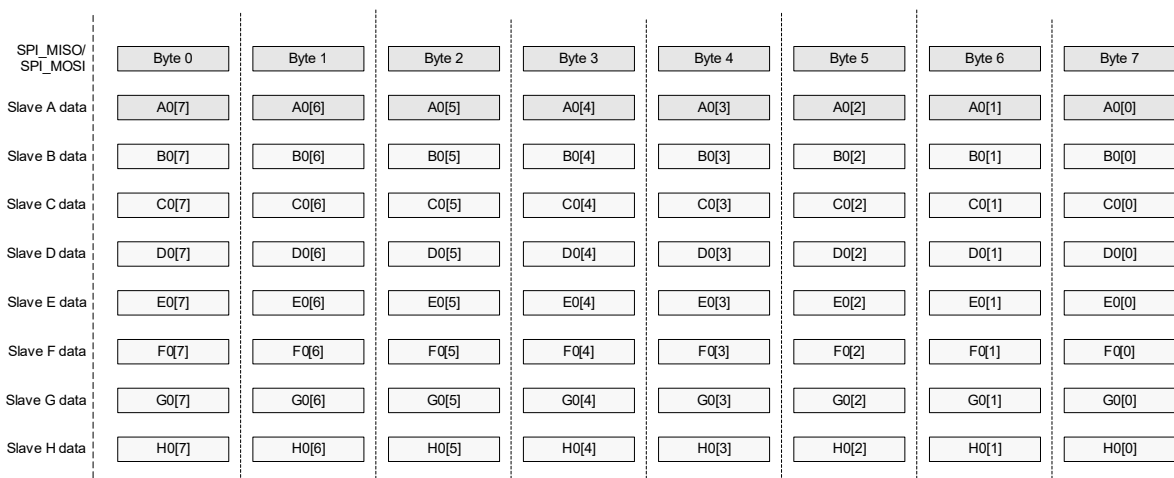 SPI_MISO/
SPI_MOSI Byte 0 Byte 1 Byte 2 Byte 3 Byte 4 Byte 5 Byte 6 Byte 7
Slave A data A0[7] A0[6] A0[5] A0[4] A0[3] A0[2] A0[1] A0[0]
Slave B data B0[7] B0[6] B0[5] B0[4] B0[3] B0[2] B0[1] B0[0]
Slave C data C0[7] C0[6] C0[5] C0[4] C0[3] C0[2] C0[1] C0[0]
Slave D data D0[7] D0[6] D0[5] D0[4] D0[3] D0[2] D0[1] D0[0]
Slave E data E0[7] E0[6] E0[5] E0[4] E0[3] E0[2] E0[1] E0[0]
Slave F data F0[7] F0[6] F0[5] F0[4] F0[3] F0[2] F0[1] F0[0]
Slave G data G0[7] G0[6] G0[5] G0[4] G0[3] G0[2] G0[1] G0[0]
Slave H data H0[7] H0[6] H0[5] H0[4] H0[3] H0[2] H0[1] H0[0]